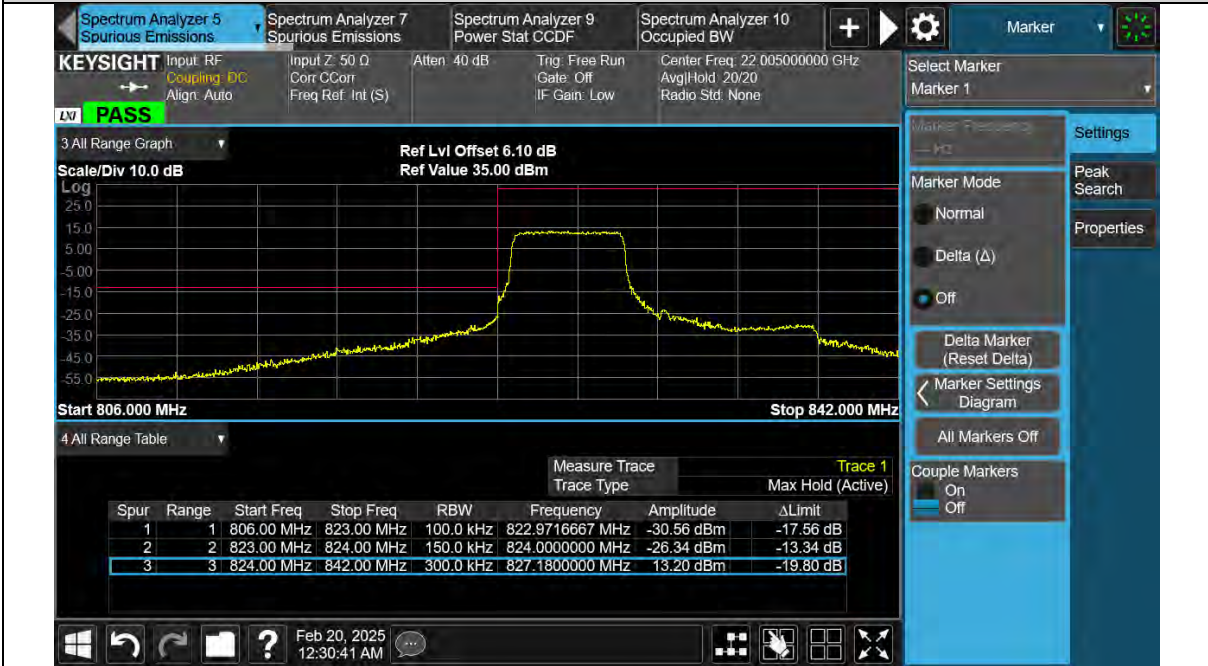 Spectrum Analyzer 5
Spurious Emissions
Spectrum Analyzer 7
Spurious Emissions
Spectrum Analyzer 9
Power Stat CCDF
Spectrum Analyzer 10
Occupied BW
+
Marker
KEYSIGHT
Input: RF
Coupling: DC
Align: Auto
Input Z: 50 Ω
Corr CCorr
Freq Ref: Int (S)
Atten: 40 dB
Trig: Free Run
Gate: Off
IF Gain: Low
Center Freq: 22.005000000 GHz
Avg|Hold: 20/20
Radio Std: None
Select Marker
Marker 1
LXI PASS
Marker Frequency
--- Hz
Settings
3 All Range Graph
Ref Lvl Offset 6.10 dB
Scale/Div 10.0 dB
Ref Value 35.00 dBm
Marker Mode
Peak
Search
Log
25.0
15.0
5.00
-5.00
-15.0
-25.0
-35.0
-45.0
-55.0
Normal
Properties
Delta (Δ)
Off
Delta Marker
(Reset Delta)
Marker Settings
Diagram
Start 806.000 MHz
Stop 842.000 MHz
All Markers Off
4 All Range Table
Measure Trace Trace 1
Trace Type Max Hold (Active)
Couple Markers
On
Off
Spur Range Start Freq Stop Freq RBW Frequency Amplitude ΔLimit
1 1 806.00 MHz 823.00 MHz 100.0 kHz 822.9716667 MHz -30.56 dBm -17.56 dB
2 2 823.00 MHz 824.00 MHz 150.0 kHz 824.0000000 MHz -26.34 dBm -13.34 dB
3 3 824.00 MHz 842.00 MHz 300.0 kHz 827.1800000 MHz 13.20 dBm -19.80 dB
?
Feb 20, 2025
12:30:41 AM